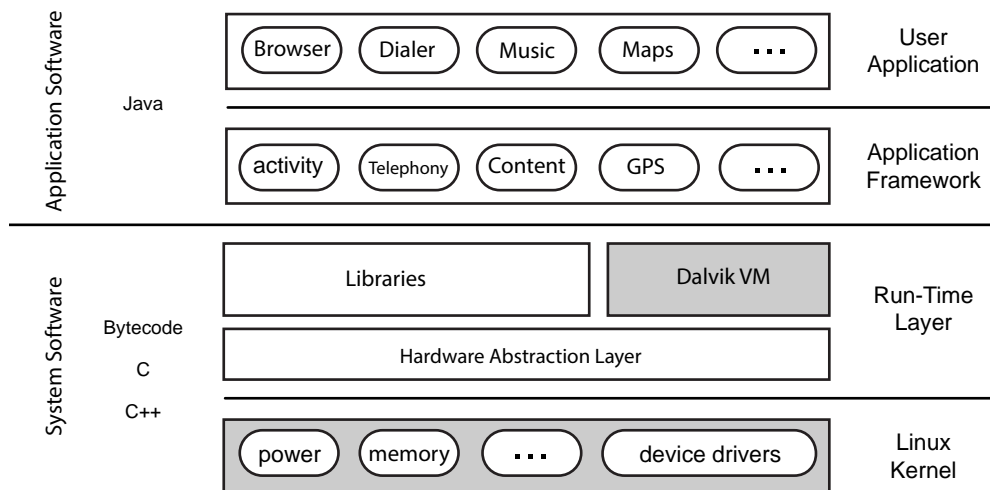 Application Software
Java
Browser
Dialer
Music
Maps
...
User
Application
activity
Telephony
Content
GPS
...
Application
Framework
System Software
Bytecode
C
C++
Libraries
Dalvik VM
Hardware Abstraction Layer
Run-Time
Layer
power
memory
...
device drivers
Linux
Kernel